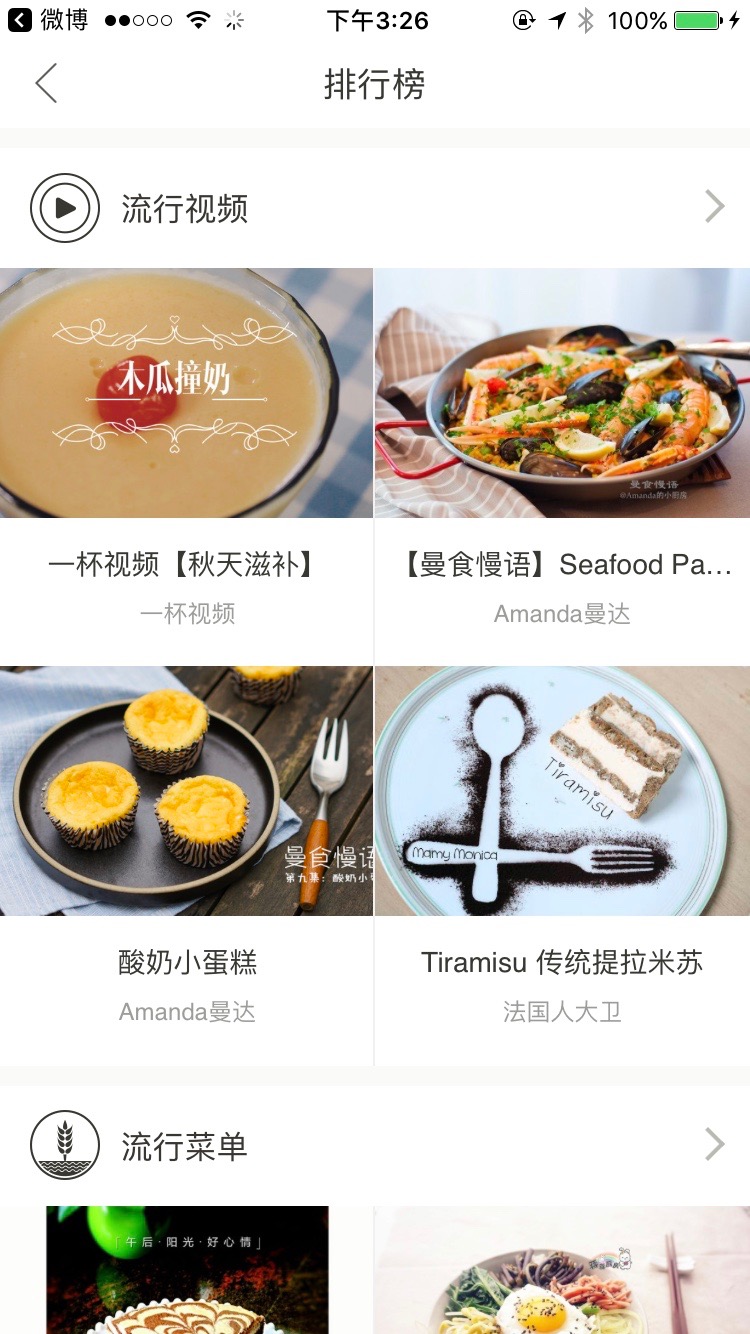 微博
下午3:26
100%
排行榜
流行视频
木瓜撞奶
曼食慢语
@Amanda的小厨房
一杯视频【秋天滋补】
一杯视频
【曼食慢语】Seafood Pa…
Amanda曼达
曼食慢语
第九集：酸奶小
Tiramisu
Mamy Monica
酸奶小蛋糕
Amanda曼达
Tiramisu 传统提拉米苏
法国人大卫
流行菜单
「午后·阳光·好心情」